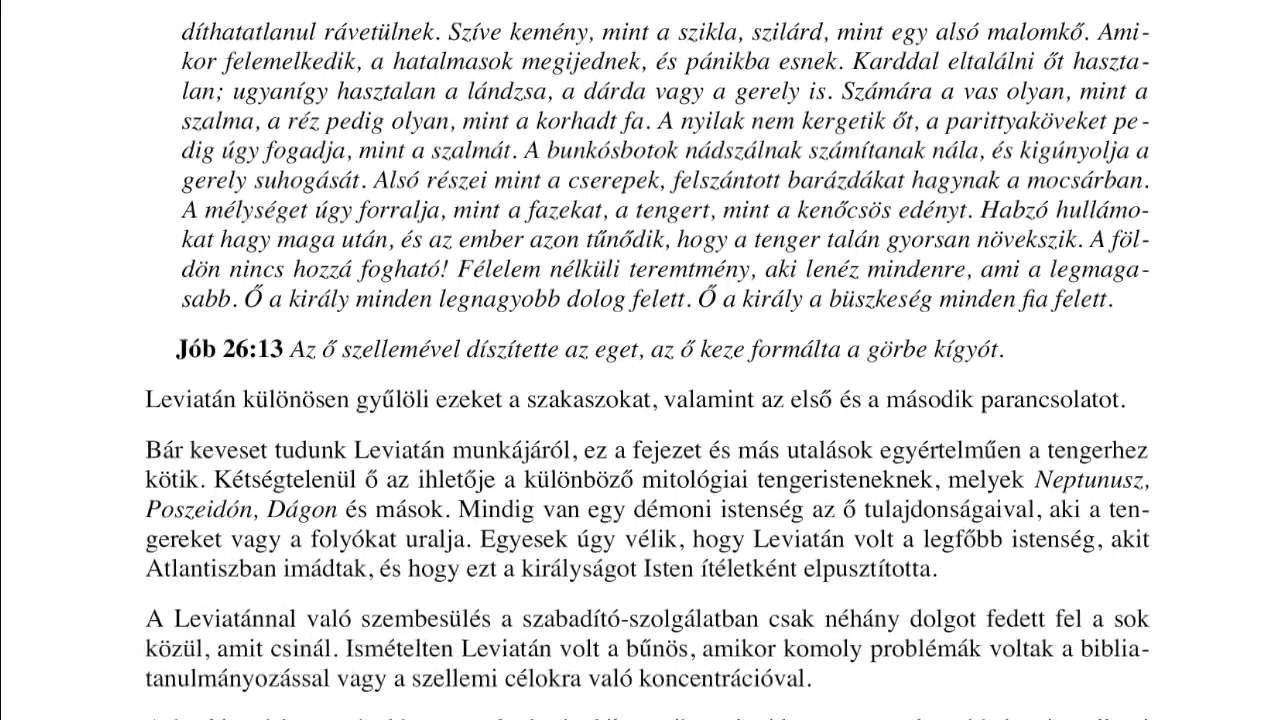 díthatatlanul rávetülnek. Szíve kemény, mint a szikla, szilárd, mint egy alsó malomkő. Ami-
kor felemelkedik, a hatalmasok megijednek, és pánikba esnek. Karddal eltalálni őt haszta-
lan; ugyanígy hasztalan a lándzsa, a dárda vagy a gerely is. Számára a vas olyan, mint a
szalma, a réz pedig olyan, mint a korhadt fa. A nyilak nem kergetik őt, a parittyaköveket pe-
dig úgy fogadja, mint a szalmát. A bunkósbotok nádszálnak számítanak nála, és kigúnyolja a
gerely suhogását. Alsó részei mint a cserepek, felszántott barázdákat hagynak a mocsárban.
A mélységet úgy forralja, mint a fazekat, a tengert, mint a kenőcsös edényt. Habzó hullámo-
kat hagy maga után, és az ember azon tűnődik, hogy a tenger talán gyorsan növekszik. A föl-
dön nincs hozzá fogható! Félelem nélküli teremtmény, aki lenéz mindenre, ami a legmaga-
sabb. Ő a király minden legnagyobb dolog felett. Ő a király a büszkeség minden fia felett.
Jób 26:13 Az ő szellemével díszítette az eget, az ő keze formálta a görbe kígyót.
Leviatán különösen gyűlöli ezeket a szakaszokat, valamint az első és a második parancsolatot.
Bár keveset tudunk Leviatán munkájáról, ez a fejezet és más utalások egyértelműen a tengerhez
kötik. Kétségtelenül ő az ihletője a különböző mitológiai tengeristeneknek, melyek Neptunusz,
Poszeidón, Dágon és mások. Mindig van egy démoni istenség az ő tulajdonságaival, aki a ten-
gereket vagy a folyókat uralja. Egyesek úgy vélik, hogy Leviatán volt a legfőbb istenség, akit
Atlantiszban imádtak, és hogy ezt a királyságot Isten ítéletként elpusztította.
A Leviatánnal való szembesülés a szabadító-szolgálatban csak néhány dolgot fedett fel a sok
közül, amit csinál. Ismételten Leviatán volt a bűnös, amikor komoly problémák voltak a biblia-
tanulmányozással vagy a szellemi célokra való koncentrációval.